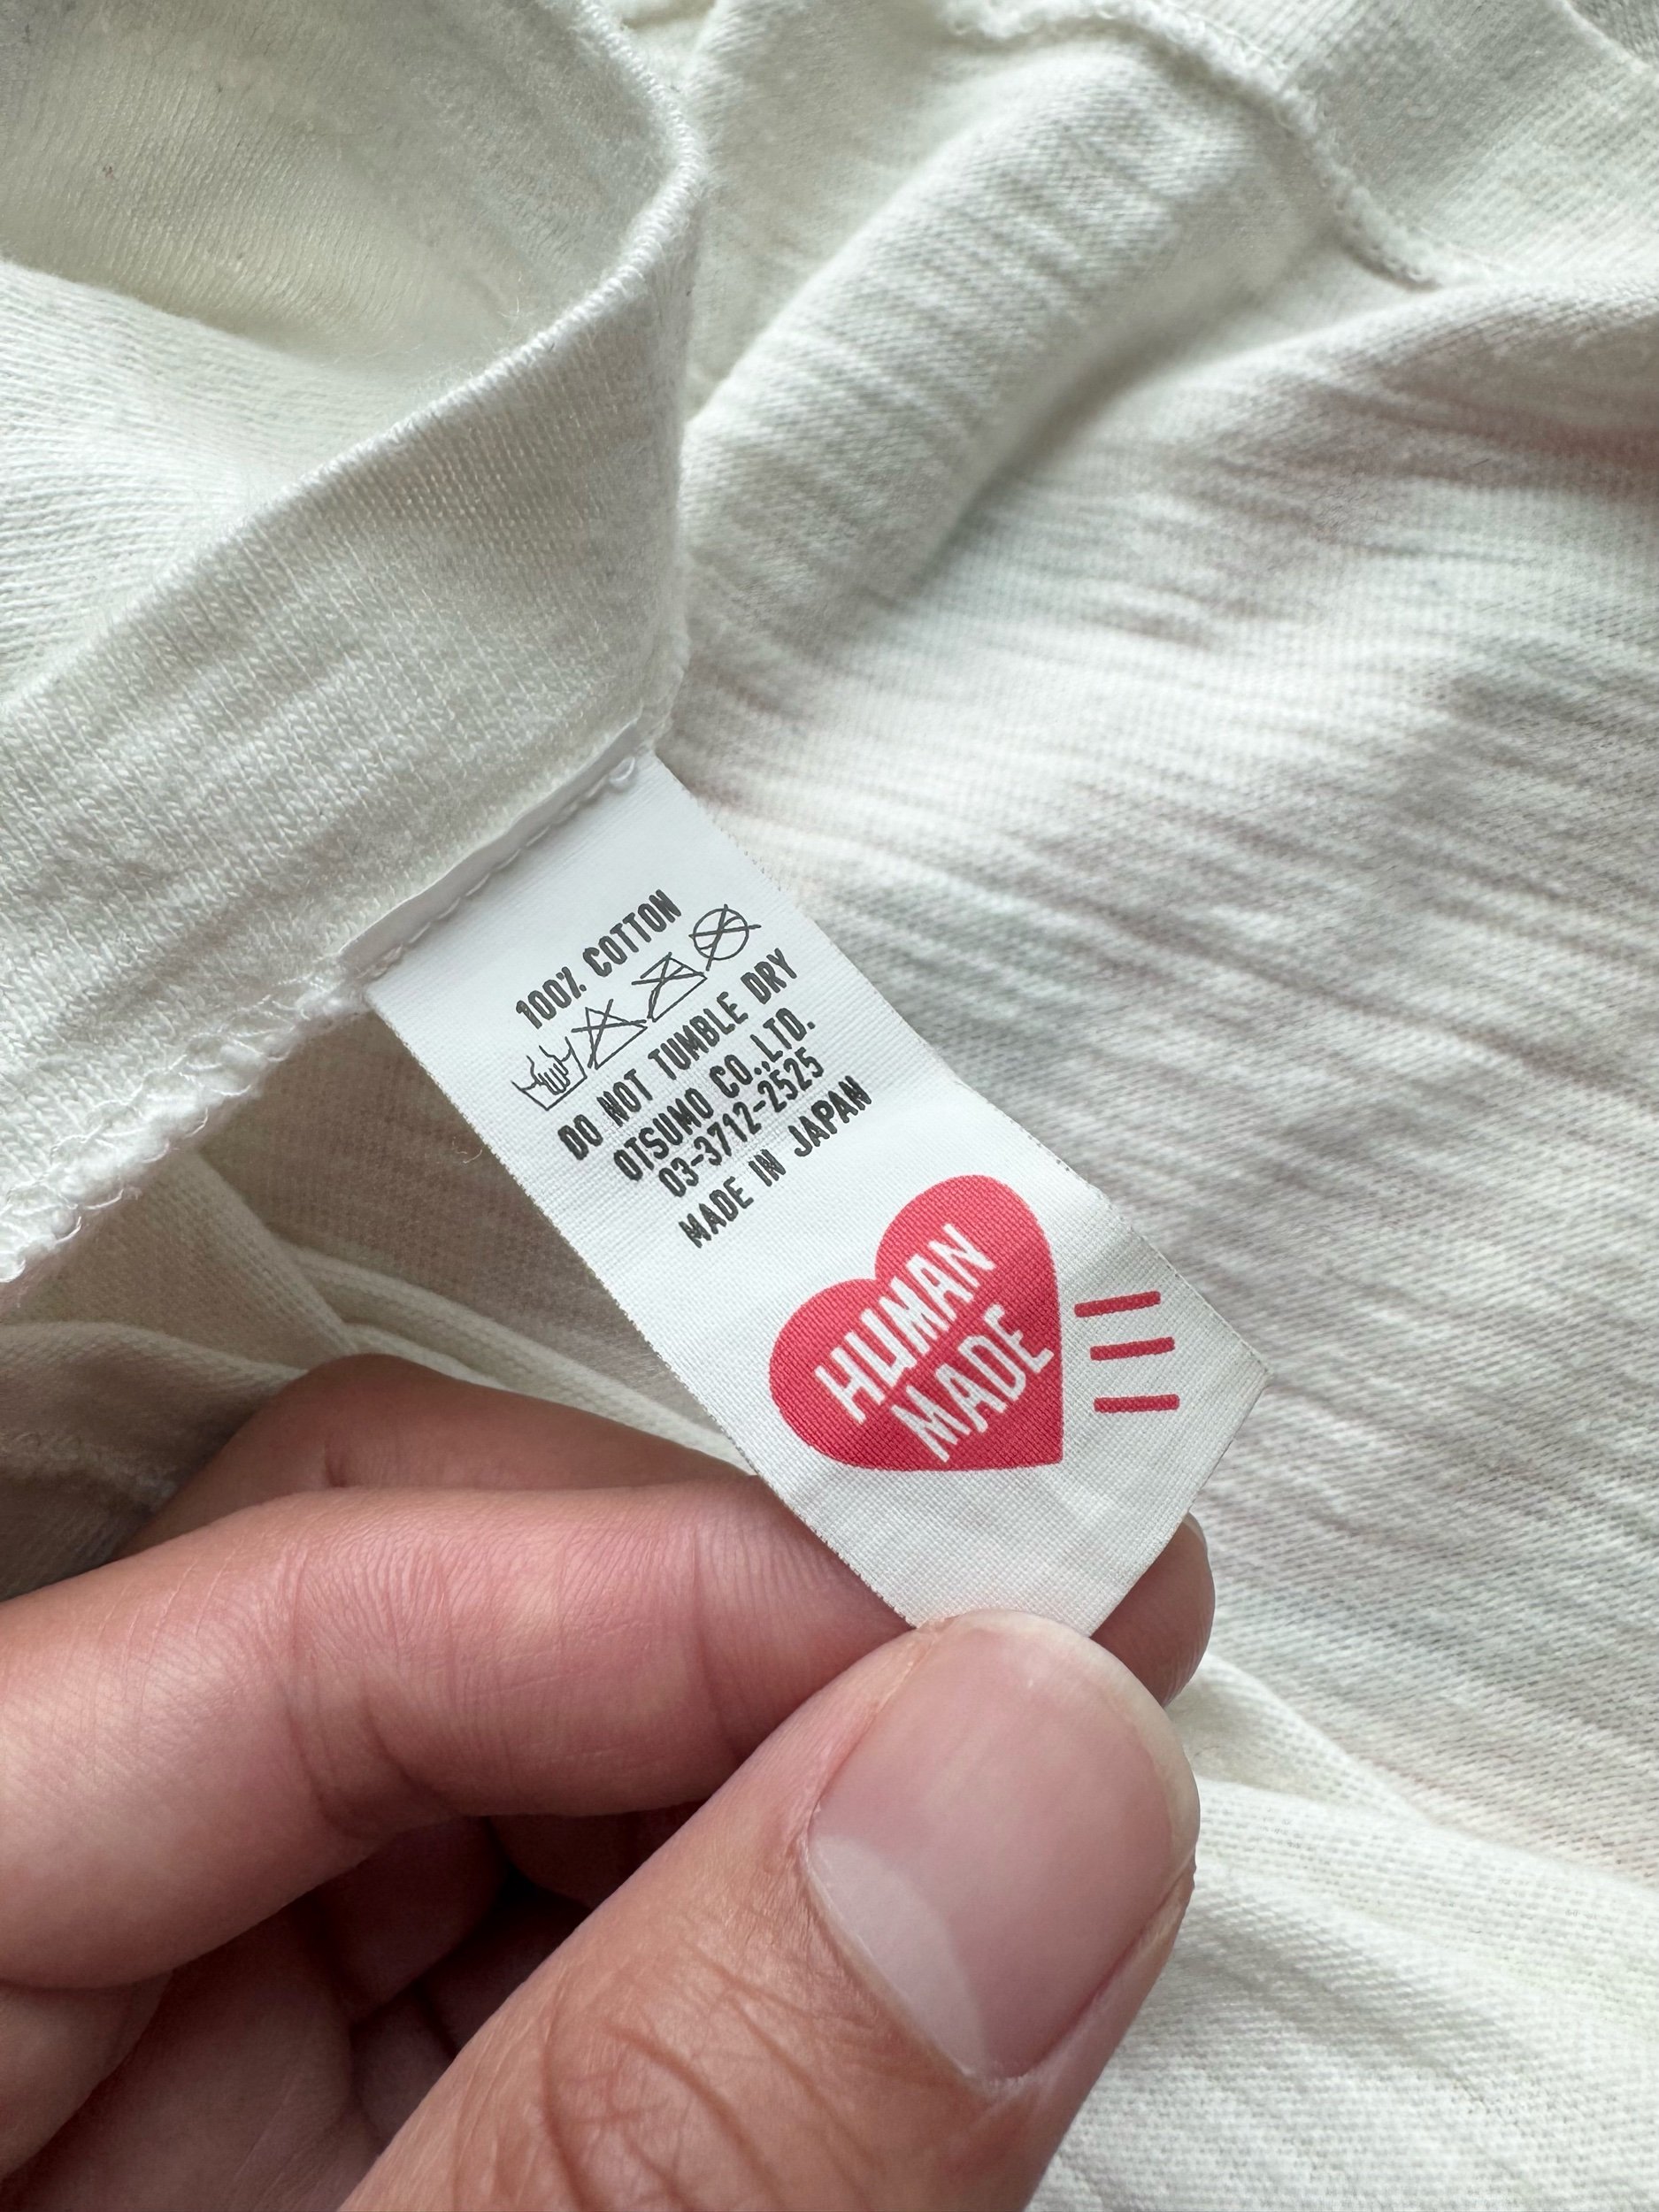 100% COTTON
DO NOT TUMBLE DRY
OTSUMO CO.,LTD.
03-3712-2525
MADE IN JAPAN
HUMAN
MADE